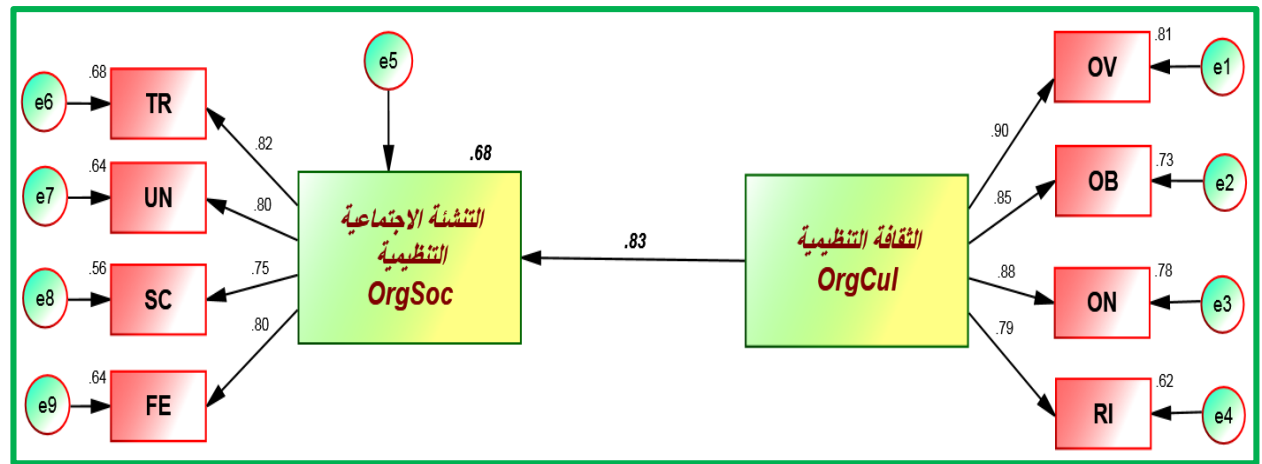 e5
e6
.68
TR
.82
e7
.64
UN
.80
e8
.56
SC
.75
e9
.64
FE
.80
.68
التنشئة الاجتماعية
التنظيمية
OrgSoc
.83
الثقافة التنظيمية
OrgCul
.90
OV
.81
e1
.85
OB
.73
e2
.88
ON
.78
e3
.79
RI
.62
e4